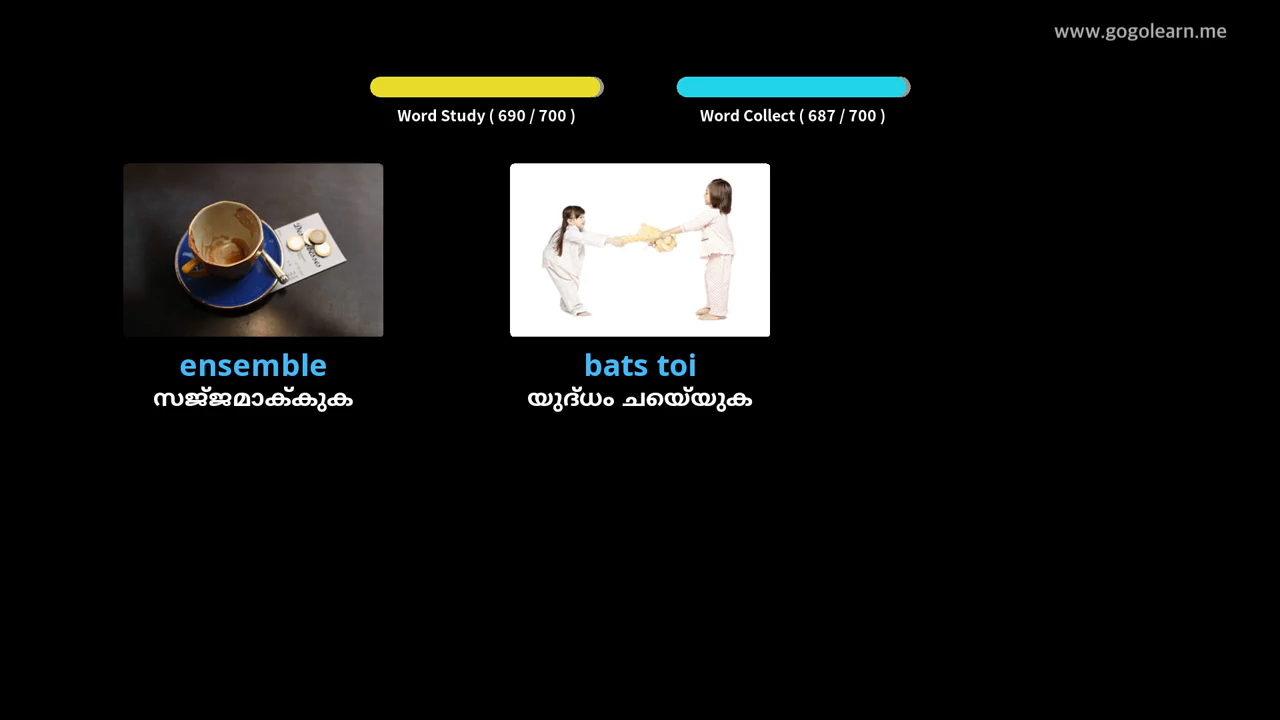 www.gogolearn.me
Word Study ( 690 / 700 )
Word Collect ( 687 / 700 )
ensemble
bats toi
സജ്ജമാക്കുക
യുദ്ധം ചയെ്യുക